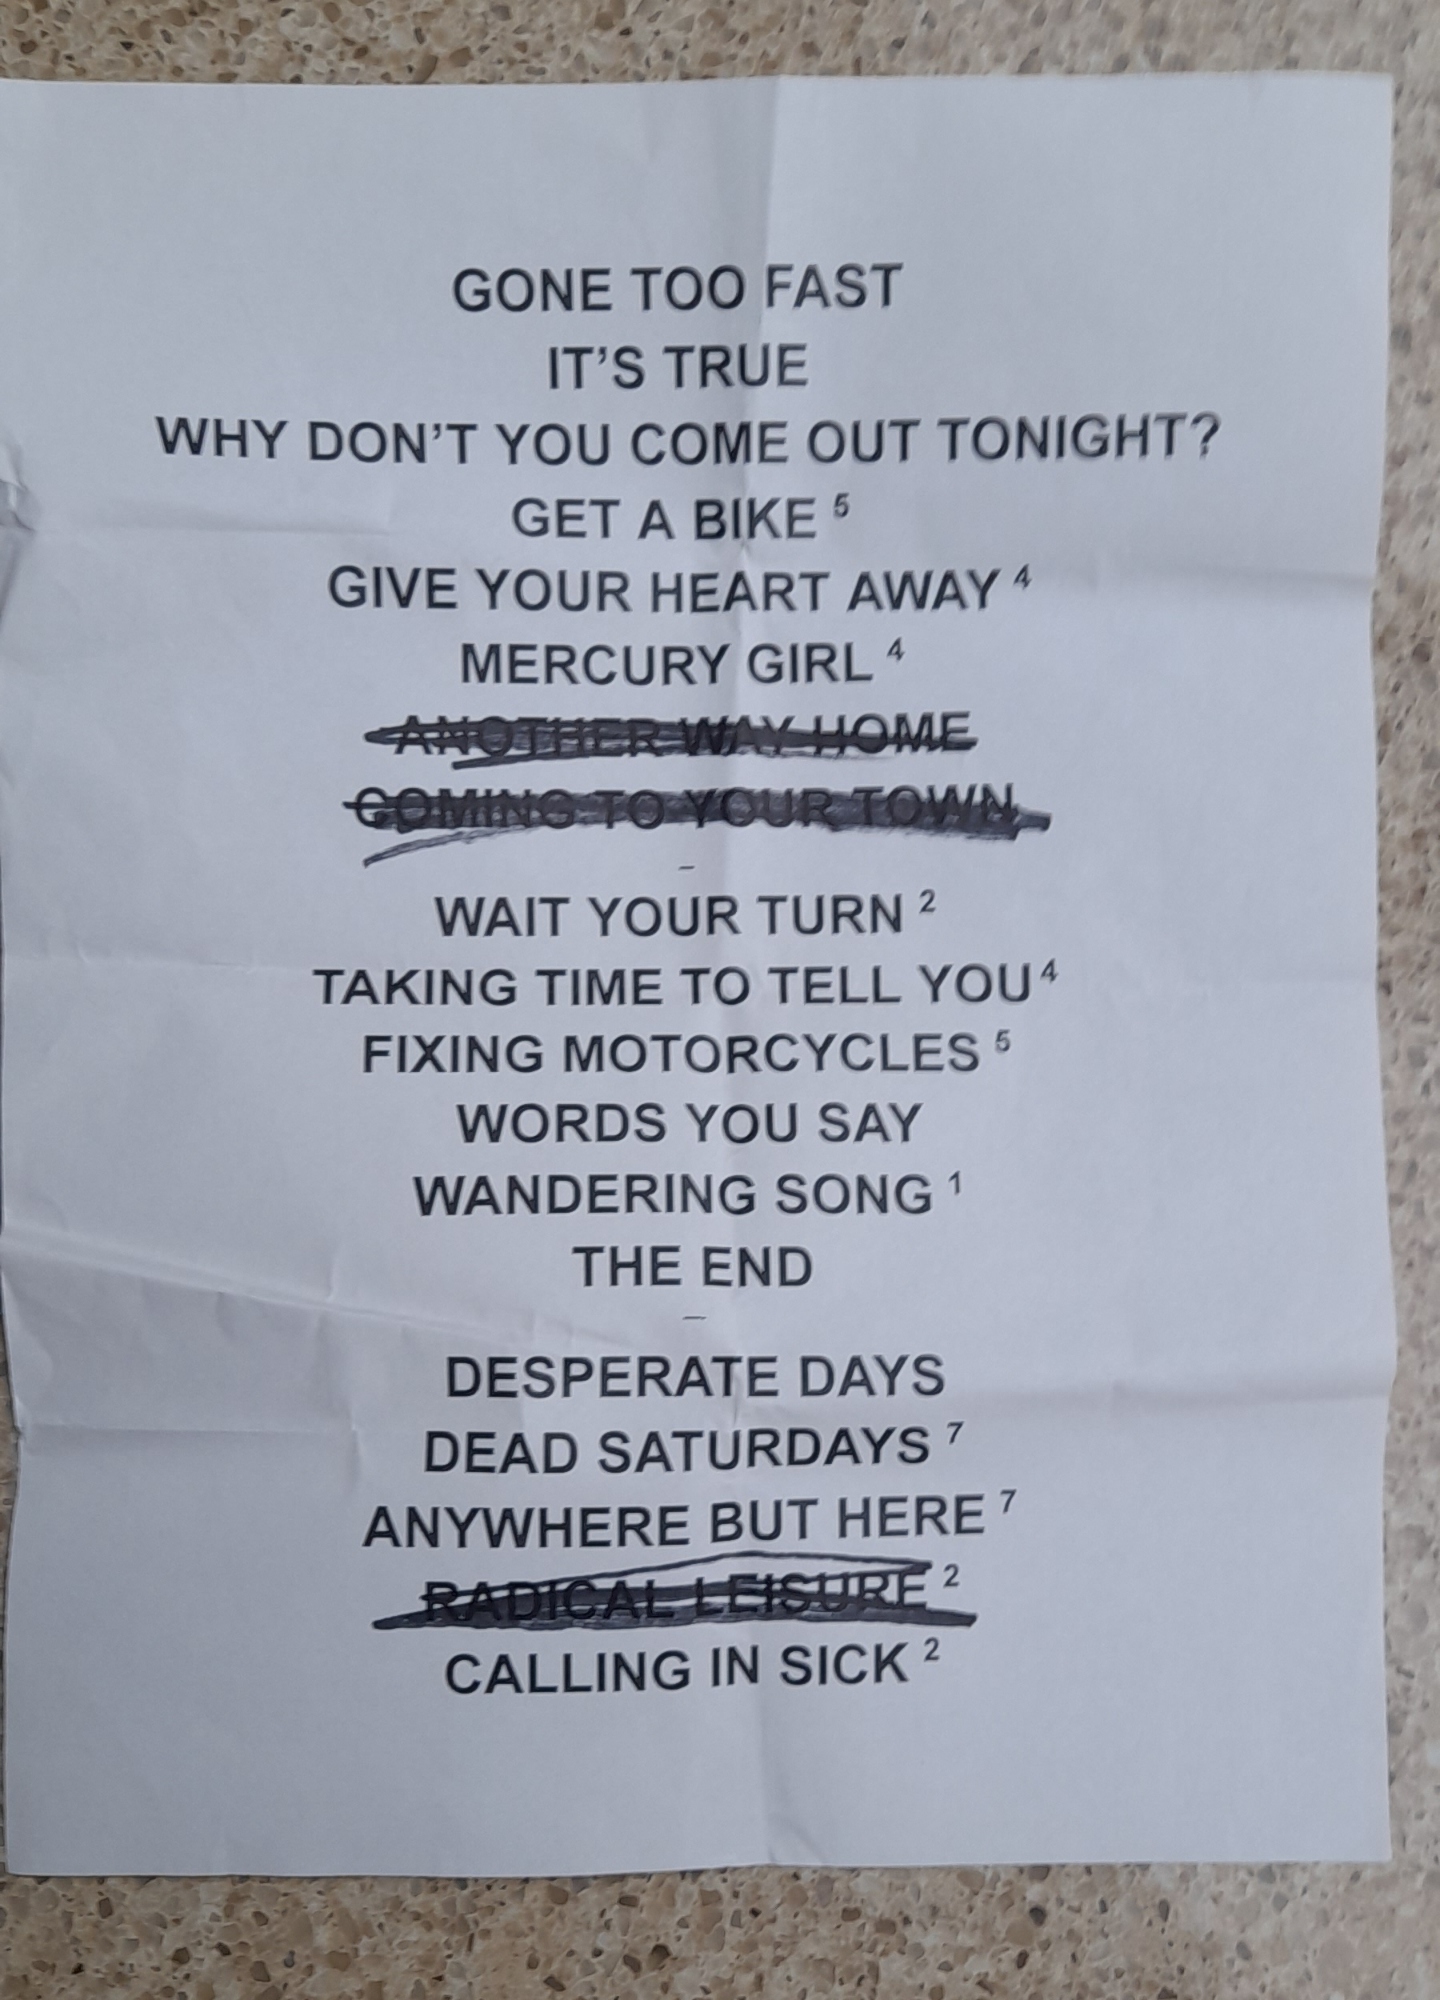 GONE TOO FAST
IT'S TRUE
WHY DON'T YOU COME OUT TONIGHT?
GET A BIKE ⁵
GIVE YOUR HEART AWAY ⁴
MERCURY GIRL ⁴
ANOTHER WAY HOME
COMING TO YOUR TOWN
-
WAIT YOUR TURN ²
TAKING TIME TO TELL YOU ⁴
FIXING MOTORCYCLES ⁵
WORDS YOU SAY
WANDERING SONG ¹
THE END
-
DESPERATE DAYS
DEAD SATURDAYS ⁷
ANYWHERE BUT HERE ⁷
RADICAL LEISURE ²
CALLING IN SICK ²